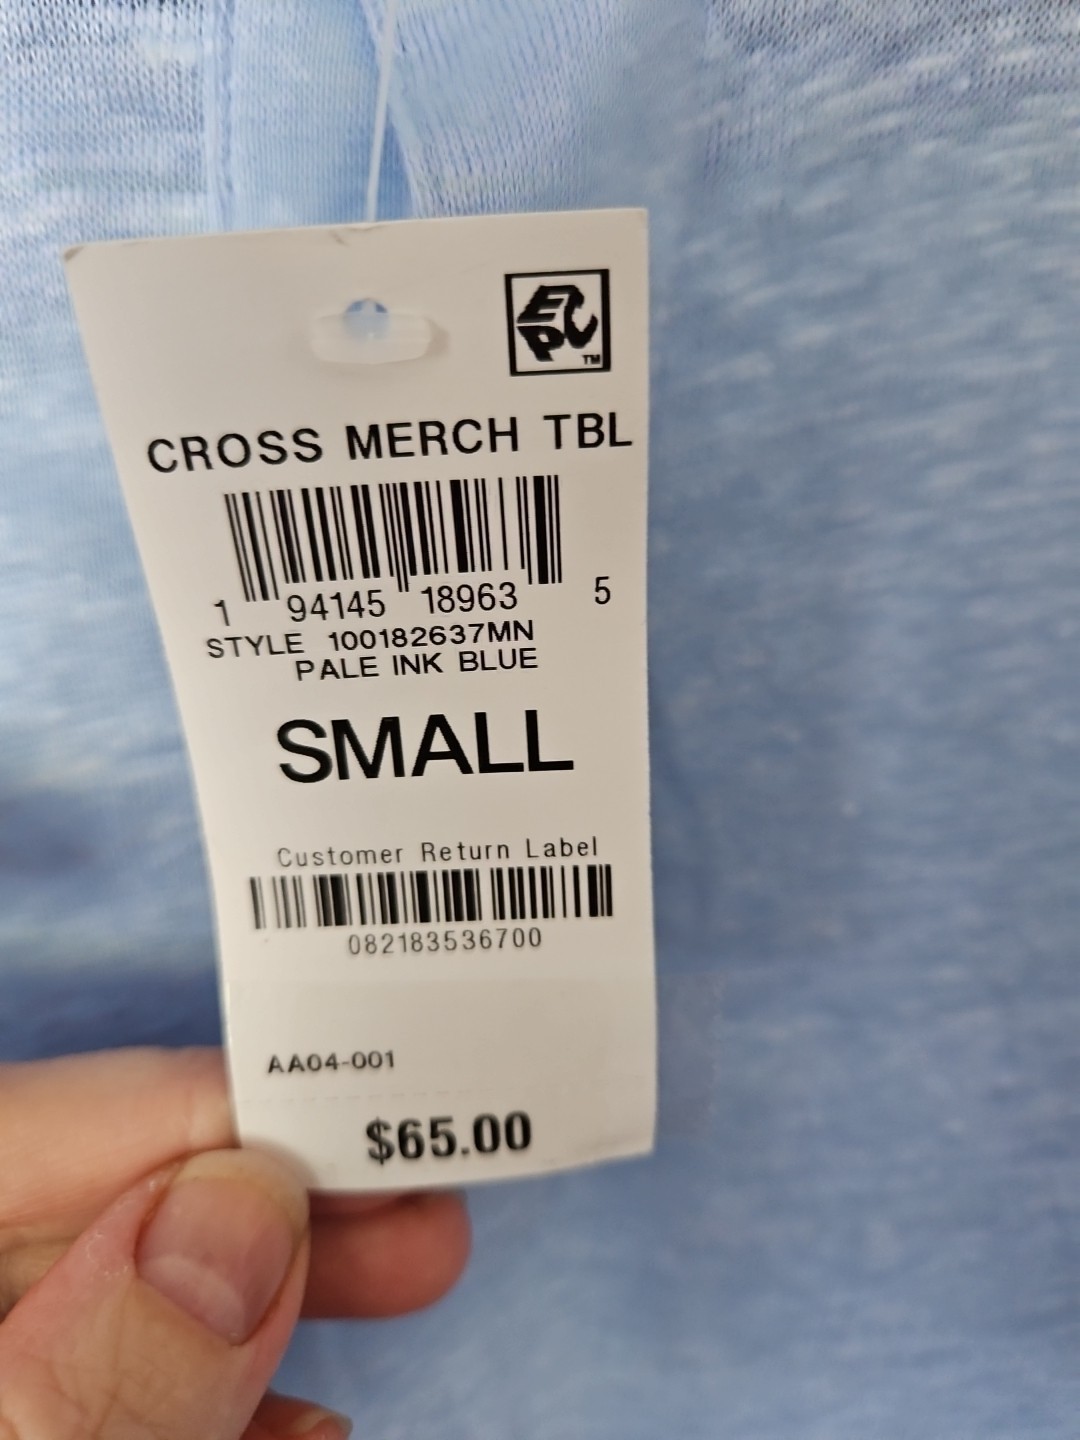 EPC
TM
CROSS MERCH TBL
1 94145 18963 5
STYLE 100182637MN
PALE INK BLUE
SMALL
Customer Return Label
082183536700
AA04-001
$65.00